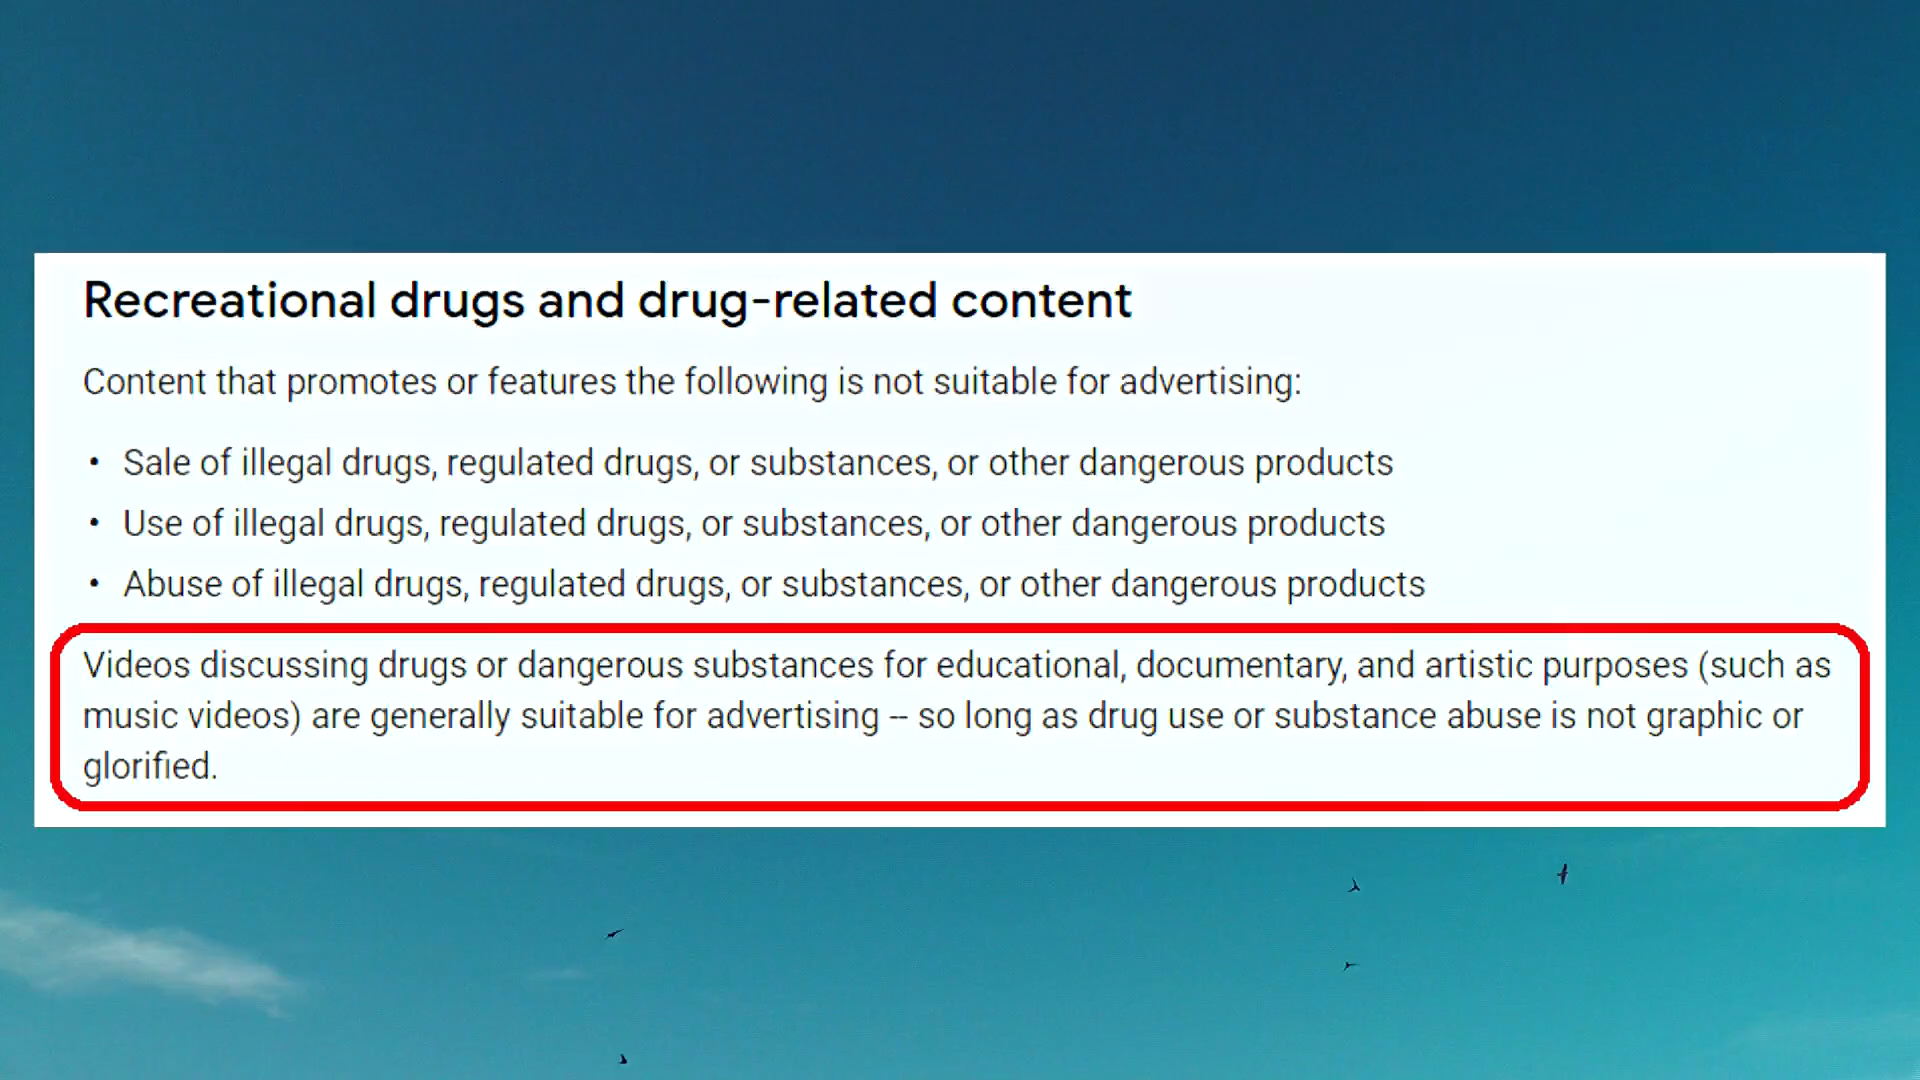 Recreational drugs and drug-related content
Content that promotes or features the following is not suitable for advertising:
• Sale of illegal drugs, regulated drugs, or substances, or other dangerous products
• Use of illegal drugs, regulated drugs, or substances, or other dangerous products
• Abuse of illegal drugs, regulated drugs, or substances, or other dangerous products
Videos discussing drugs or dangerous substances for educational, documentary, and artistic purposes (such as
music videos) are generally suitable for advertising -- so long as drug use or substance abuse is not graphic or
glorified.